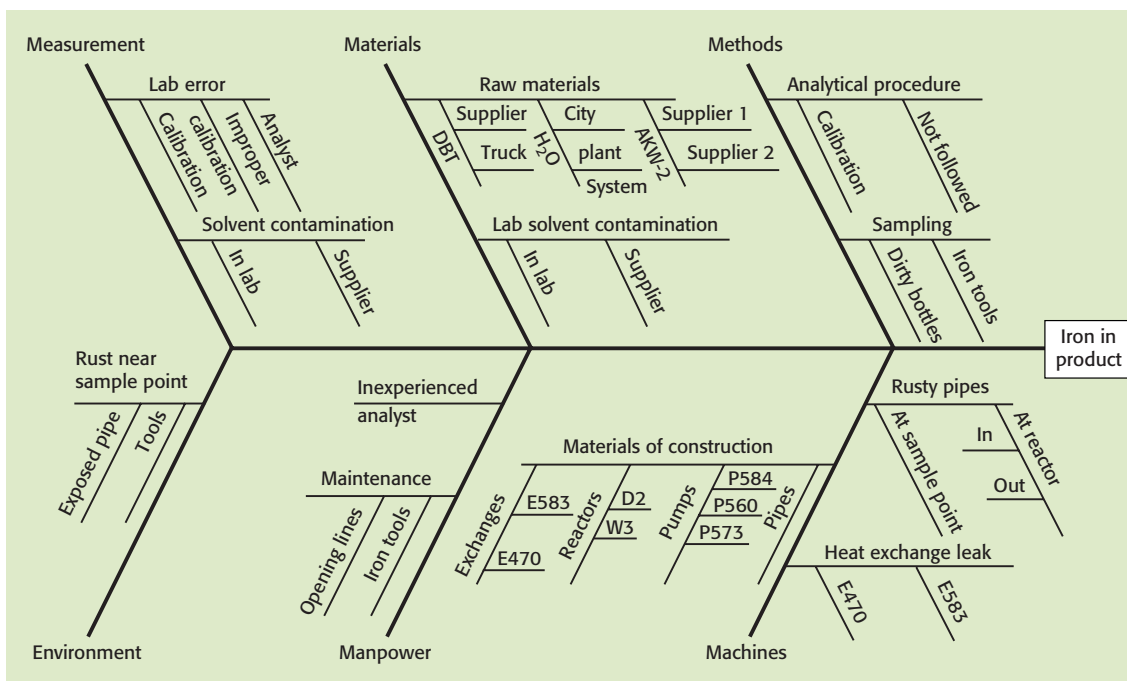 Measurement
Materials
Methods
Lab error
Calibration
Improper
calibration
Analyst
Solvent contamination
In lab
Supplier
Raw materials
DBT
Supplier
Truck
H₂O
City
plant
System
AKW-2
Supplier 1
Supplier 2
Lab solvent contamination
In lab
Supplier
Analytical procedure
Calibration
Not followed
Sampling
Dirty bottles
Iron tools
Iron in
product
Rust near
sample point
Exposed pipe
Tools
Environment
Inexperienced
analyst
Maintenance
Opening lines
Iron tools
Manpower
Materials of construction
Exchanges
E583
E470
Reactors
D2
W3
Pumps
P584
P560
P573
Pipes
Rusty pipes
At sample point
At reactor
In
Out
Heat exchange leak
E470
E583
Machines